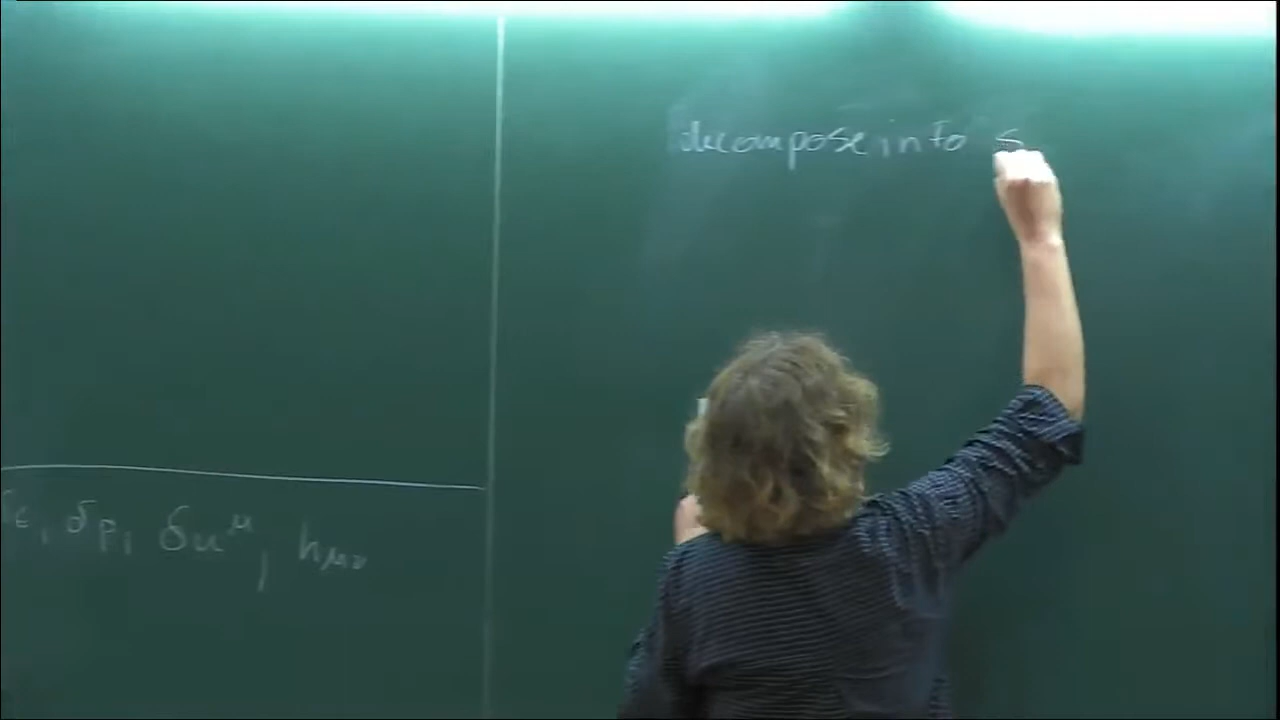 δε, δp, δu^μ, h_μν
decompose into s